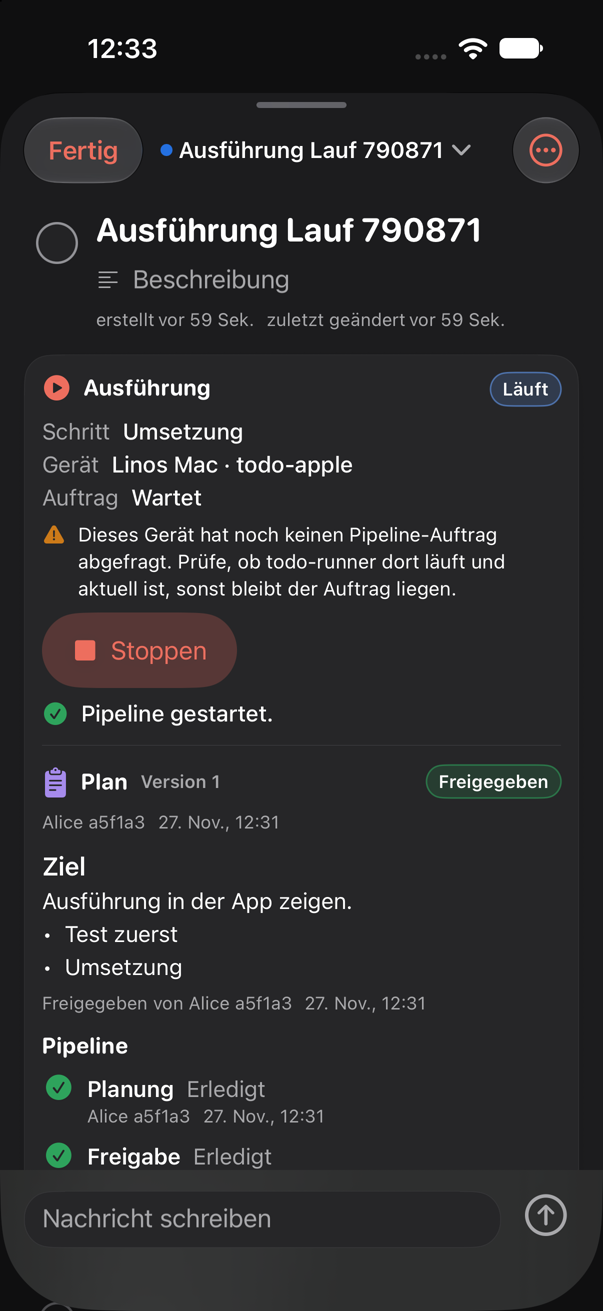 12:33
Fertig
Ausführung Lauf 790871
Ausführung Lauf 790871
Beschreibung
erstellt vor 59 Sek. zuletzt geändert vor 59 Sek.
Ausführung
Läuft
Schritt Umsetzung
Gerät Linos Mac · todo-apple
Auftrag Wartet
Dieses Gerät hat noch keinen Pipeline-Auftrag
abgefragt. Prüfe, ob todo-runner dort läuft und
aktuell ist, sonst bleibt der Auftrag liegen.
Stoppen
Pipeline gestartet.
Plan Version 1
Freigegeben
Alice a5f1a3 27. Nov., 12:31
Ziel
Ausführung in der App zeigen.
• Test zuerst
• Umsetzung
Freigegeben von Alice a5f1a3 27. Nov., 12:31
Pipeline
Planung Erledigt
Alice a5f1a3 27. Nov., 12:31
Freigabe Erledigt
Nachricht schreiben